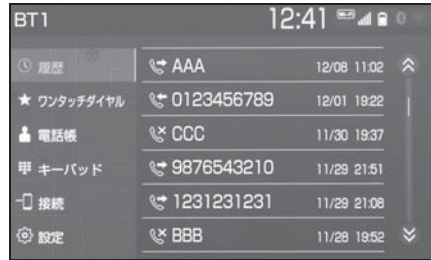 BT1 12:41
履歴
ワンタッチダイヤル
電話帳
キーパッド
接続
設定
AAA 12/08 11:02
0123456789 12/01 19:22
CCC 11/30 19:37
9876543210 11/29 21:51
1231231231 11/29 21:08
BBB 11/28 19:52